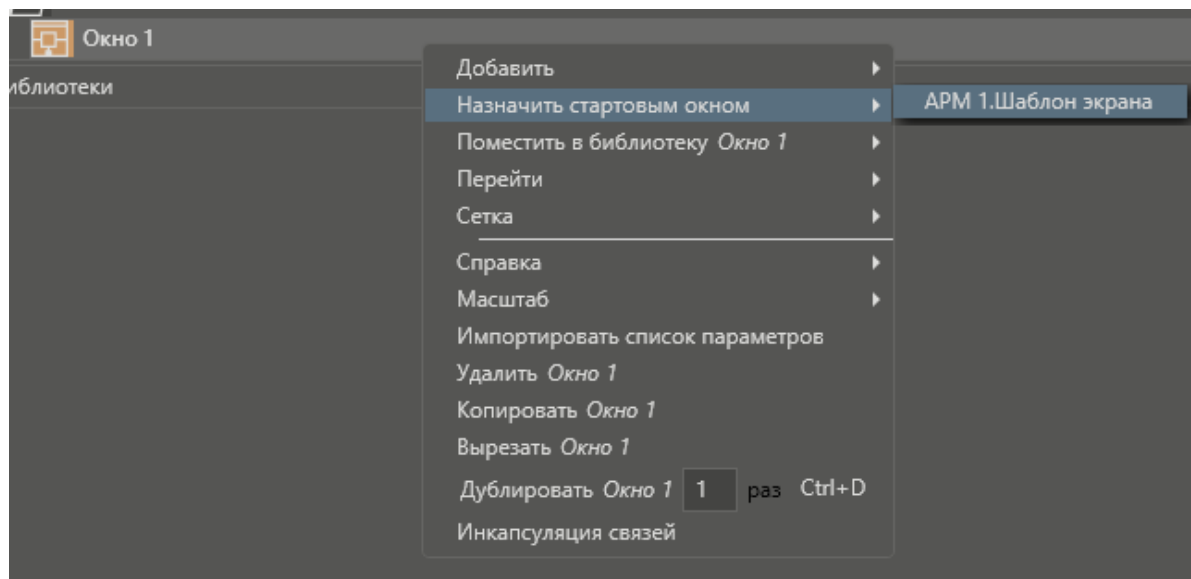 Окно 1
иблиотеки
Добавить
Назначить стартовым окном
АРМ 1.Шаблон экрана
Поместить в библиотеку Окно 1
Перейти
Сетка
Справка
Масштаб
Импортировать список параметров
Удалить Окно 1
Копировать Окно 1
Вырезать Окно 1
Дублировать Окно 1 1 раз Ctrl+D
Инкапсуляция связей